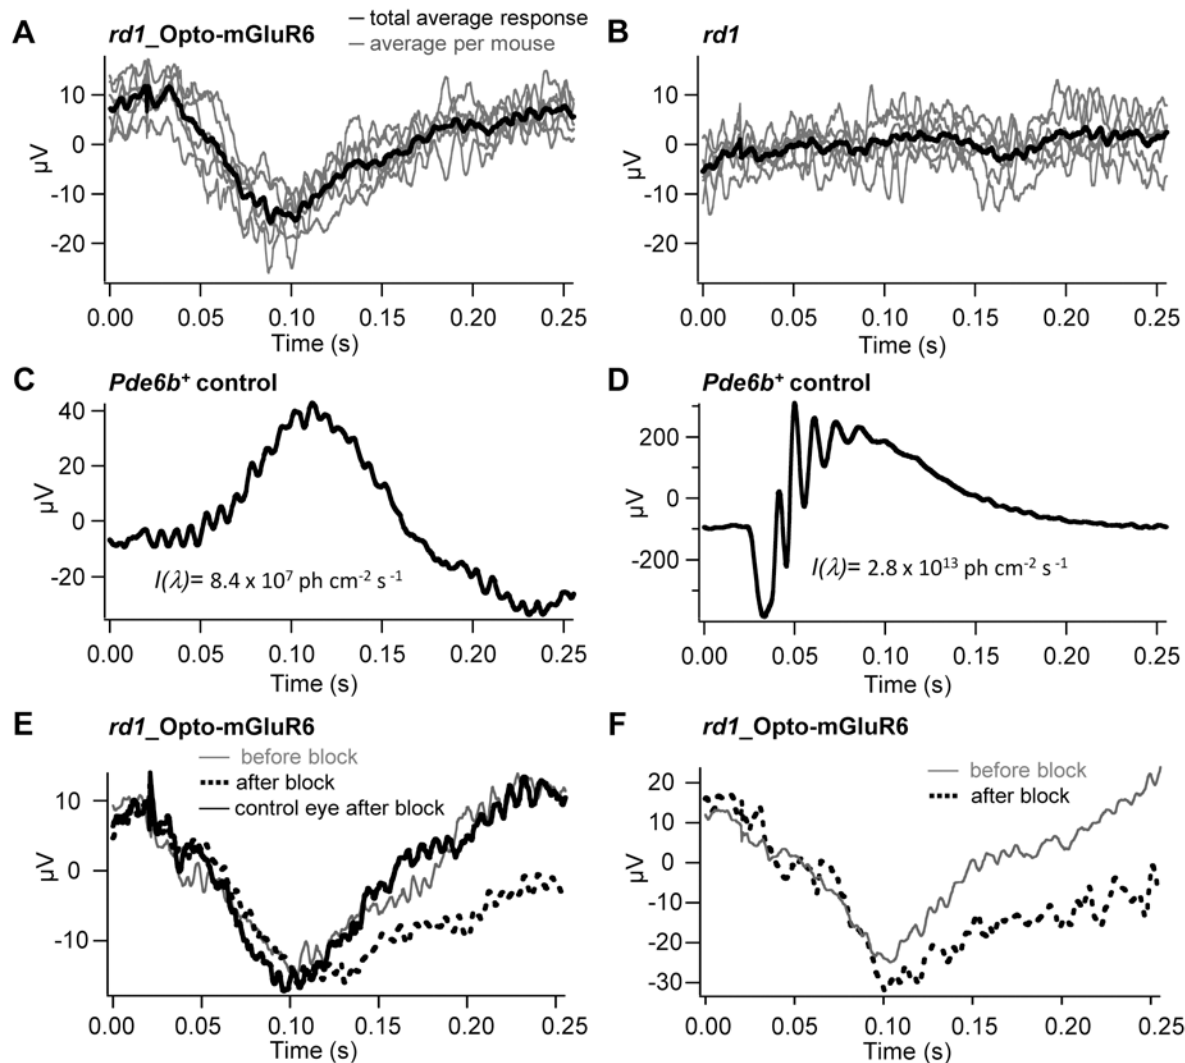 A
rd1_Opto-mGluR6
total average response
average per mouse
µV
10
0
-10
-20
0.00 0.05 0.10 0.15 0.20 0.25
Time (s)
B
rd1
µV
10
0
-10
-20
0.00 0.05 0.10 0.15 0.20 0.25
Time (s)
C
Pde6b⁺ control
µV
40
20
0
-20
I(λ)= 8.4 x 10⁷ ph cm⁻² s⁻¹
0.00 0.05 0.10 0.15 0.20 0.25
Time (s)
D
Pde6b⁺ control
µV
200
0
-200
I(λ)= 2.8 x 10¹³ ph cm⁻² s⁻¹
0.00 0.05 0.10 0.15 0.20 0.25
Time (s)
E
rd1_Opto-mGluR6
before block
after block
control eye after block
µV
10
0
-10
0.00 0.05 0.10 0.15 0.20 0.25
Time (s)
F
rd1_Opto-mGluR6
before block
after block
µV
20
10
0
-10
-20
-30
0.00 0.05 0.10 0.15 0.20 0.25
Time (s)